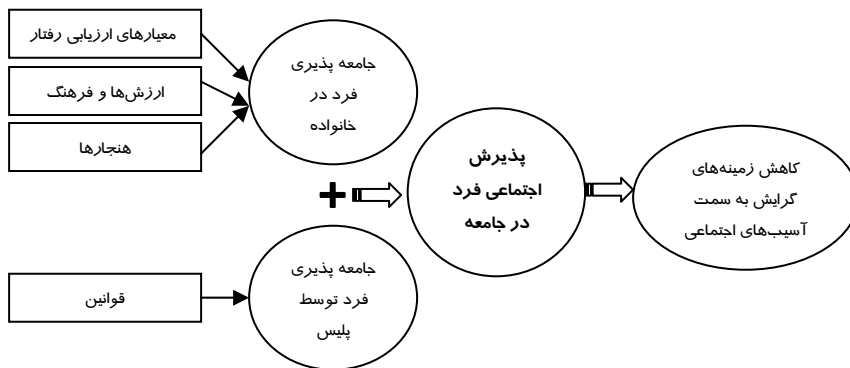 معیارهای ارزیابی رفتار
ارزش‌ها و فرهنگ
هنجارها
جامعه پذیری
فرد در
خانواده
+
قوانین
جامعه پذیری
فرد توسط
پلیس
پذیرش
اجتماعی فرد
در جامعه
کاهش زمینه‌های
گرایش به سمت
آسیب‌های اجتماعی